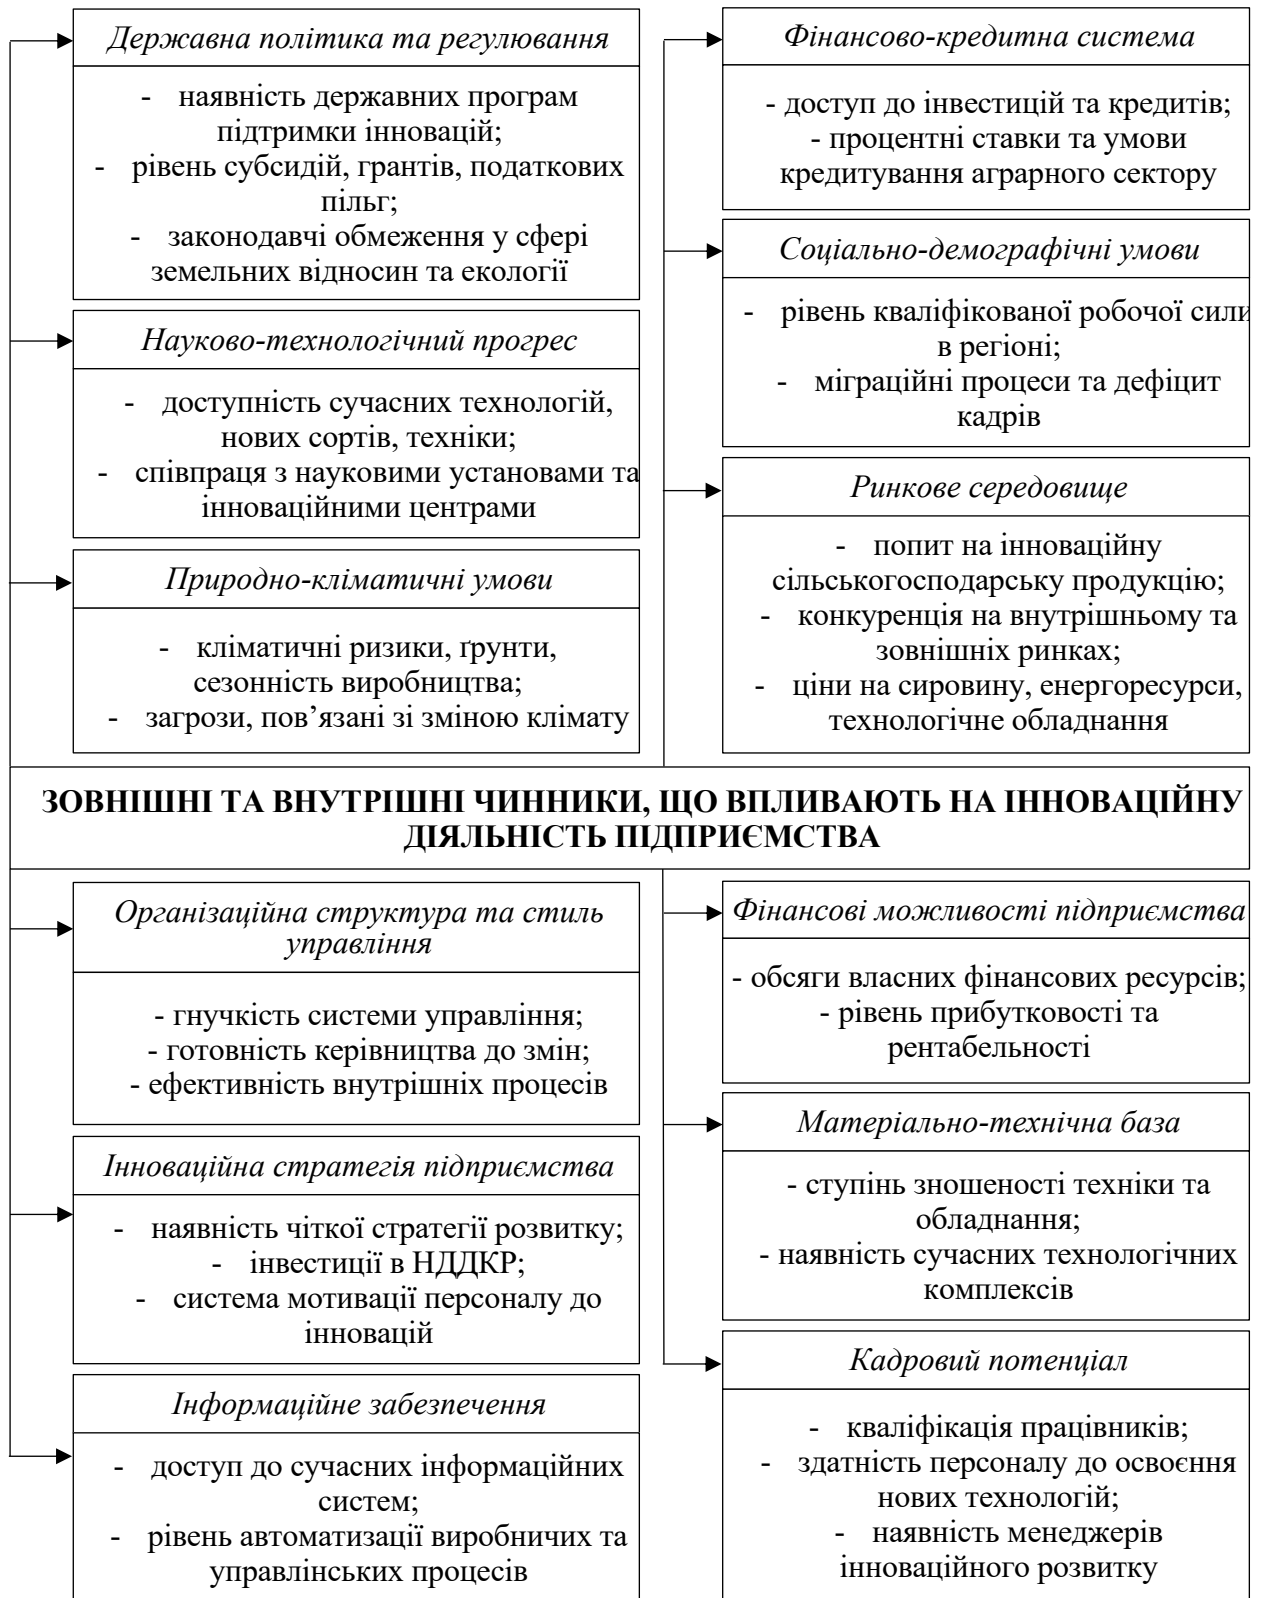 Державна політика та регулювання
- наявність державних програм
підтримки інновацій;
- рівень субсидій, грантів, податкових
пільг;
- законодавчі обмеження у сфері
земельних відносин та екології
Науково-технологічний прогрес
- доступність сучасних технологій,
нових сортів, техніки;
- співпраця з науковими установами та
інноваційними центрами
Природно-кліматичні умови
- кліматичні ризики, ґрунти,
сезонність виробництва;
- загрози, пов’язані зі зміною клімату
Фінансово-кредитна система
- доступ до інвестицій та кредитів;
- процентні ставки та умови
кредитування аграрного сектору
Соціально-демографічні умови
- рівень кваліфікованої робочої сили
в регіоні;
- міграційні процеси та дефіцит
кадрів
Ринкове середовище
- попит на інноваційну
сільськогосподарську продукцію;
- конкуренція на внутрішньому та
зовнішніх ринках;
- ціни на сировину, енергоресурси,
технологічне обладнання
ЗОВНІШНІ ТА ВНУТРІШНІ ЧИННИКИ, ЩО ВПЛИВАЮТЬ НА ІННОВАЦІЙНУ
ДІЯЛЬНІСТЬ ПІДПРИЄМСТВА
Організаційна структура та стиль
управління
- гнучкість системи управління;
- готовність керівництва до змін;
- ефективність внутрішніх процесів
Інноваційна стратегія підприємства
- наявність чіткої стратегії розвитку;
- інвестиції в НДДКР;
- система мотивації персоналу до
інновацій
Інформаційне забезпечення
- доступ до сучасних інформаційних
систем;
- рівень автоматизації виробничих та
управлінських процесів
Фінансові можливості підприємства
- обсяги власних фінансових ресурсів;
- рівень прибутковості та
рентабельності
Матеріально-технічна база
- ступінь зношеності техніки та
обладнання;
- наявність сучасних технологічних
комплексів
Кадровий потенціал
- кваліфікація працівників;
- здатність персоналу до освоєння
нових технологій;
- наявність менеджерів
інноваційного розвитку